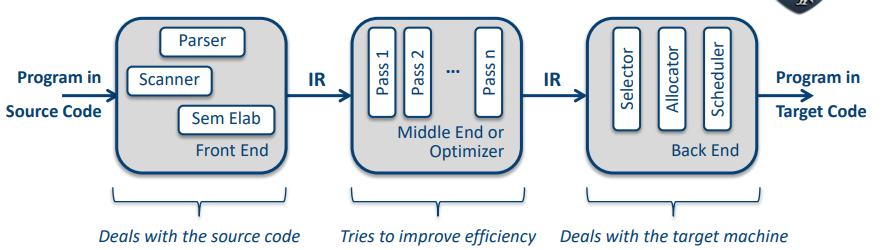 Program in
Source Code
Parser
Scanner
Sem Elab
Front End
IR
Pass 1
Pass 2
...
Pass n
Middle End or
Optimizer
IR
Selector
Allocator
Scheduler
Back End
Program in
Target Code
Deals with the source code
Tries to improve efficiency
Deals with the target machine